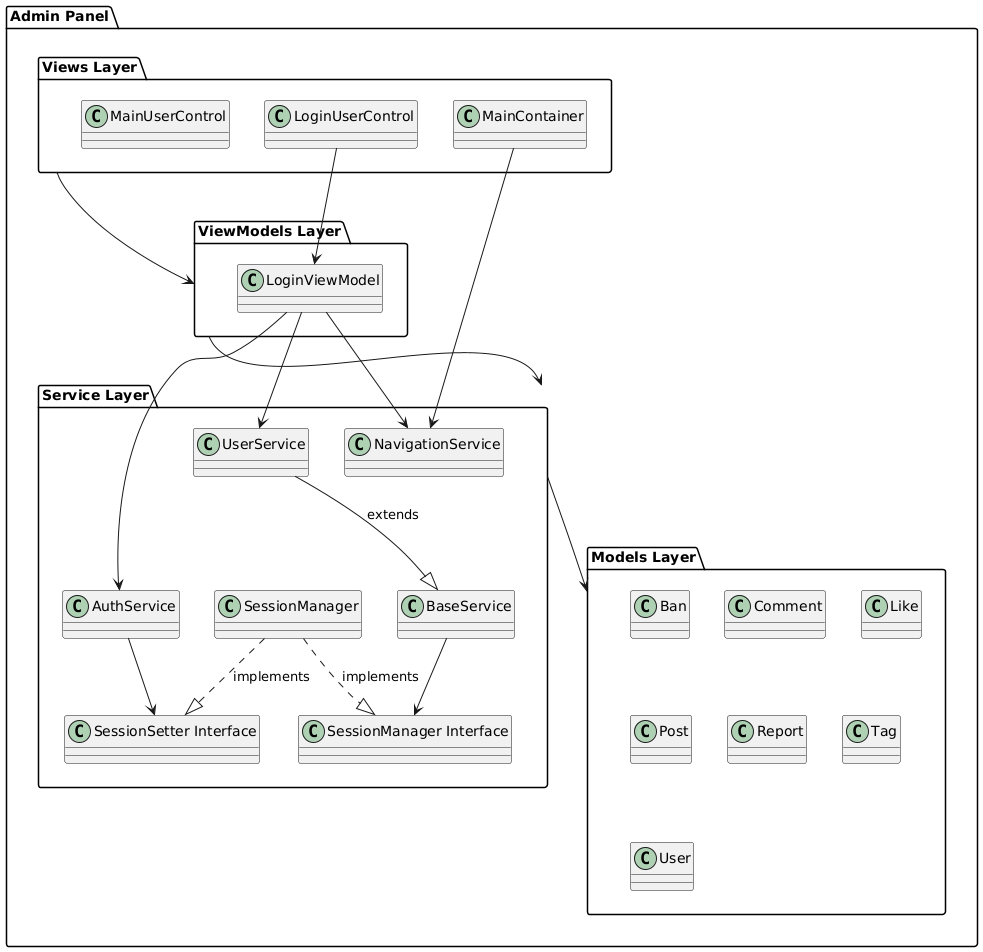 Admin Panel
Views Layer
C MainUserControl
C LoginUserControl
C MainContainer
ViewModels Layer
C LoginViewModel
Service Layer
C UserService
C NavigationService
extends
Models Layer
C AuthService
C SessionManager
C BaseService
C Ban
C Comment
C Like
implements
implements
C SessionSetter Interface
C SessionManager Interface
C Post
C Report
C Tag
C User